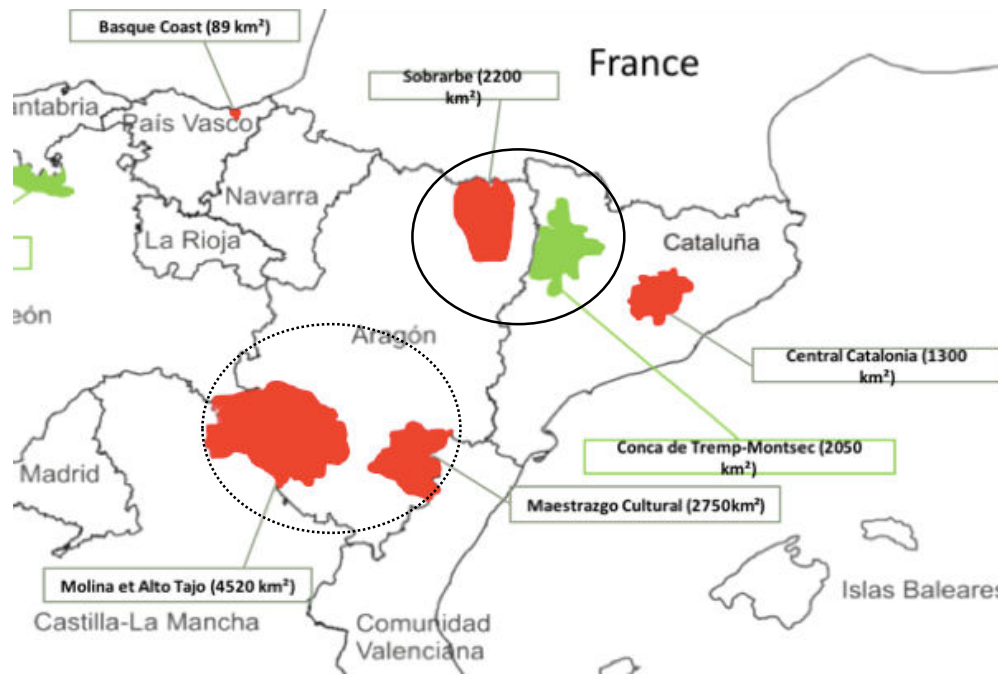 Basque Coast (89 km²)
France
Sobrarbe (2200
km²)
antabria
País Vasco
Navarra
La Rioja
Cataluña
eón
Aragón
Central Catalonia (1300
km²)
Conca de Tremp-Montsec (2050
km²)
Madrid
Maestrazgo Cultural (2750km²)
Molina et Alto Tajo (4520 km²)
Islas Baleares
Castilla-La Mancha
Comunidad
Valenciana